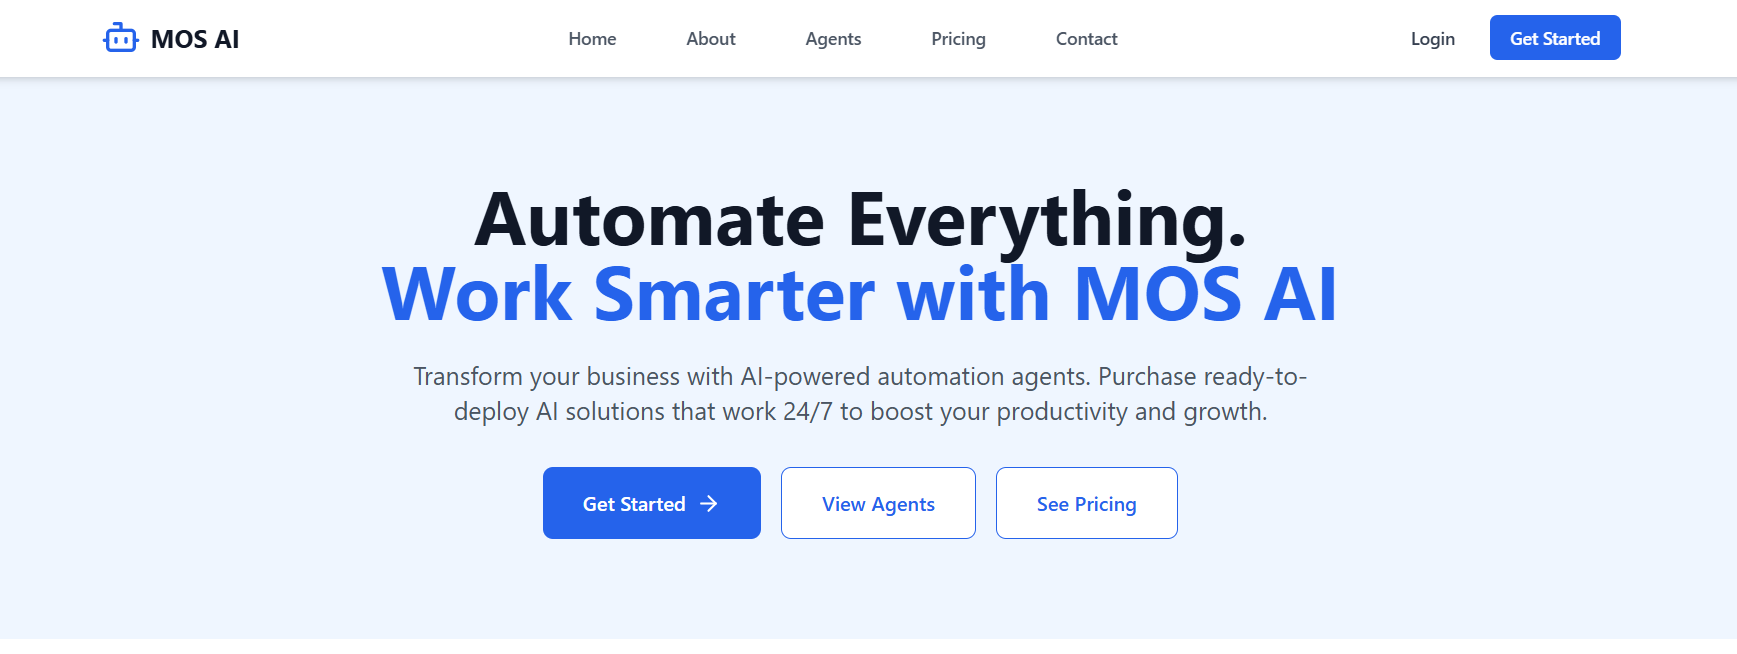 MOS AI
Home
About
Agents
Pricing
Contact
Login
Get Started
Automate Everything.
Work Smarter with MOS AI
Transform your business with AI-powered automation agents. Purchase ready-to-
deploy AI solutions that work 24/7 to boost your productivity and growth.
Get Started
View Agents
See Pricing